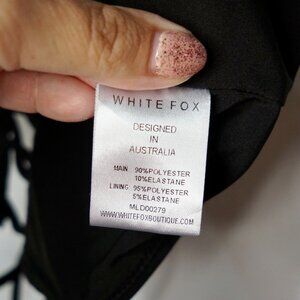 WHITE FOX
DESIGNED
IN
AUSTRALIA
MAIN: 90%POLYESTER
10%ELASTANE
LINING: 95%POLYESTER
5%ELASTANE
MLD00279
WWW.WHITEFOXBOUTIQUE.COM